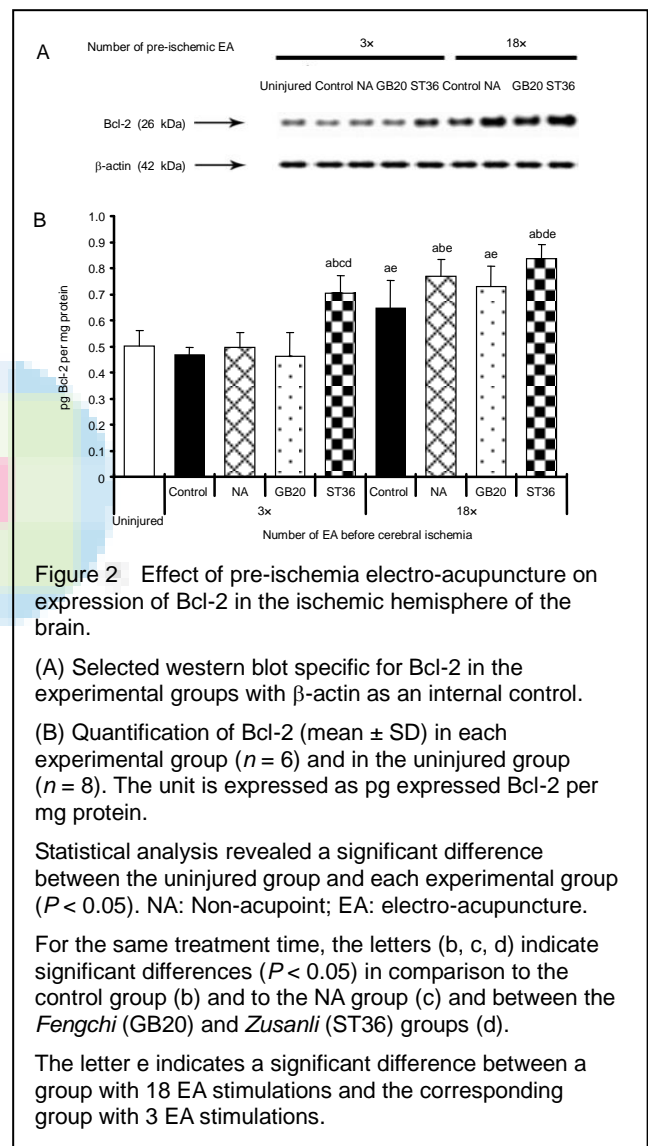 A
Number of pre-ischemic EA 3× 18×
Uninjured Control NA GB20 ST36 Control NA GB20 ST36
Bcl-2 (26 kDa)
β-actin (42 kDa)
B
pg Bcl-2 per mg protein
1.0
0.9
0.8
0.7
0.6
0.5
0.4
0.3
0.2
0.1
0
abcd ae abe ae abde
Control NA GB20 ST36 Control NA GB20 ST36
Uninjured 3× 18×
Number of EA before cerebral ischemia
Figure 2 Effect of pre-ischemia electro-acupuncture on
expression of Bcl-2 in the ischemic hemisphere of the
brain.
(A) Selected western blot specific for Bcl-2 in the
experimental groups with β-actin as an internal control.
(B) Quantification of Bcl-2 (mean ± SD) in each
experimental group (n = 6) and in the uninjured group
(n = 8). The unit is expressed as pg expressed Bcl-2 per
mg protein.
Statistical analysis revealed a significant difference
between the uninjured group and each experimental group
(P < 0.05). NA: Non-acupoint; EA: electro-acupuncture.
For the same treatment time, the letters (b, c, d) indicate
significant differences (P < 0.05) in comparison to the
control group (b) and to the NA group (c) and between the
Fengchi (GB20) and Zusanli (ST36) groups (d).
The letter e indicates a significant difference between a
group with 18 EA stimulations and the corresponding
group with 3 EA stimulations.